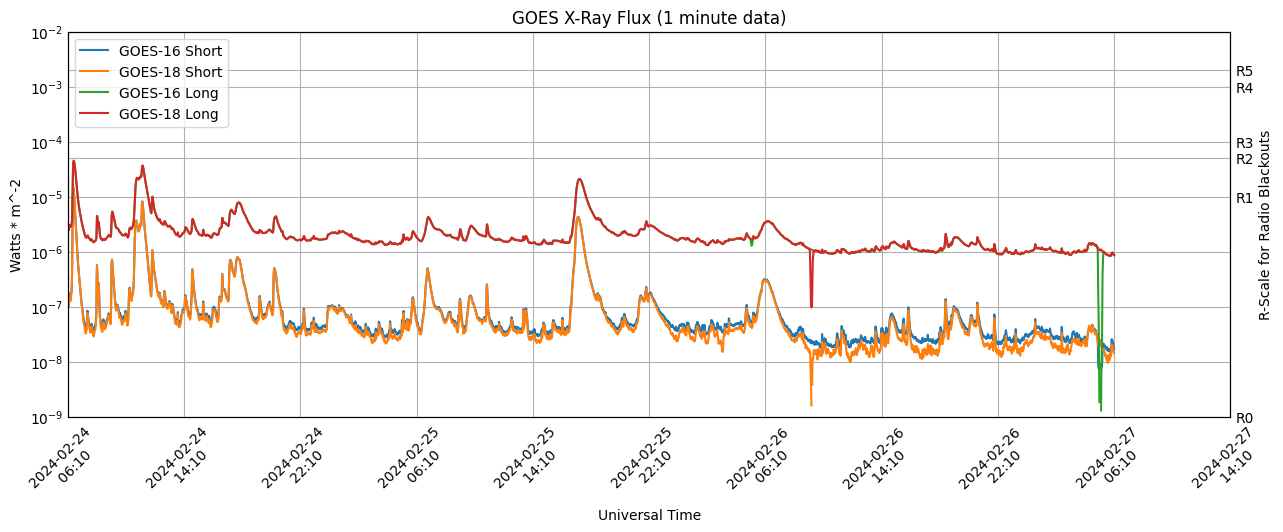 GOES X-Ray Flux (1 minute data)
GOES-16 Short
GOES-18 Short
GOES-16 Long
GOES-18 Long
Watts * m^-2
10⁻²
10⁻³
10⁻⁴
10⁻⁵
10⁻⁶
10⁻⁷
10⁻⁸
10⁻⁹
R5
R4
R3
R2
R1
R0
R-Scale for Radio Blackouts
2024-02-24
06:10
2024-02-24
14:10
2024-02-24
22:10
2024-02-25
06:10
2024-02-25
14:10
2024-02-25
22:10
2024-02-26
06:10
2024-02-26
14:10
2024-02-26
22:10
2024-02-27
06:10
2024-02-27
14:10
Universal Time